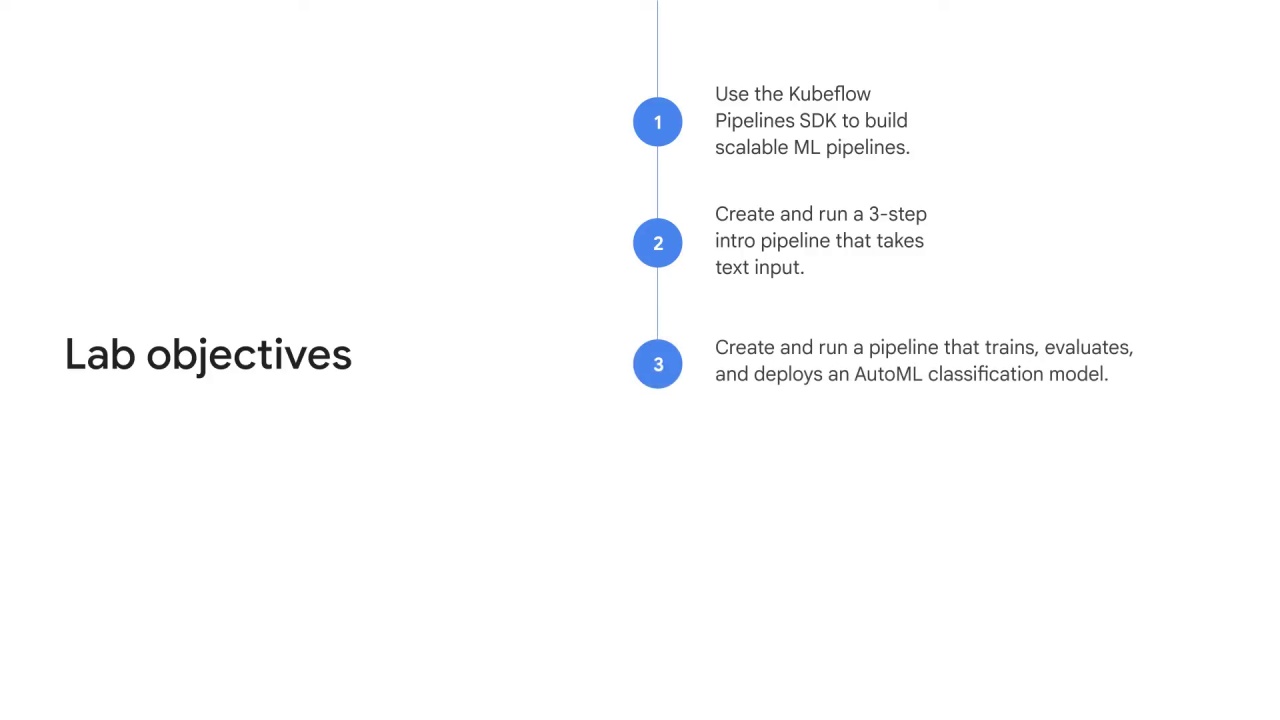 Lab objectives
1
Use the Kubeflow
Pipelines SDK to build
scalable ML pipelines.
2
Create and run a 3-step
intro pipeline that takes
text input.
3
Create and run a pipeline that trains, evaluates,
and deploys an AutoML classification model.